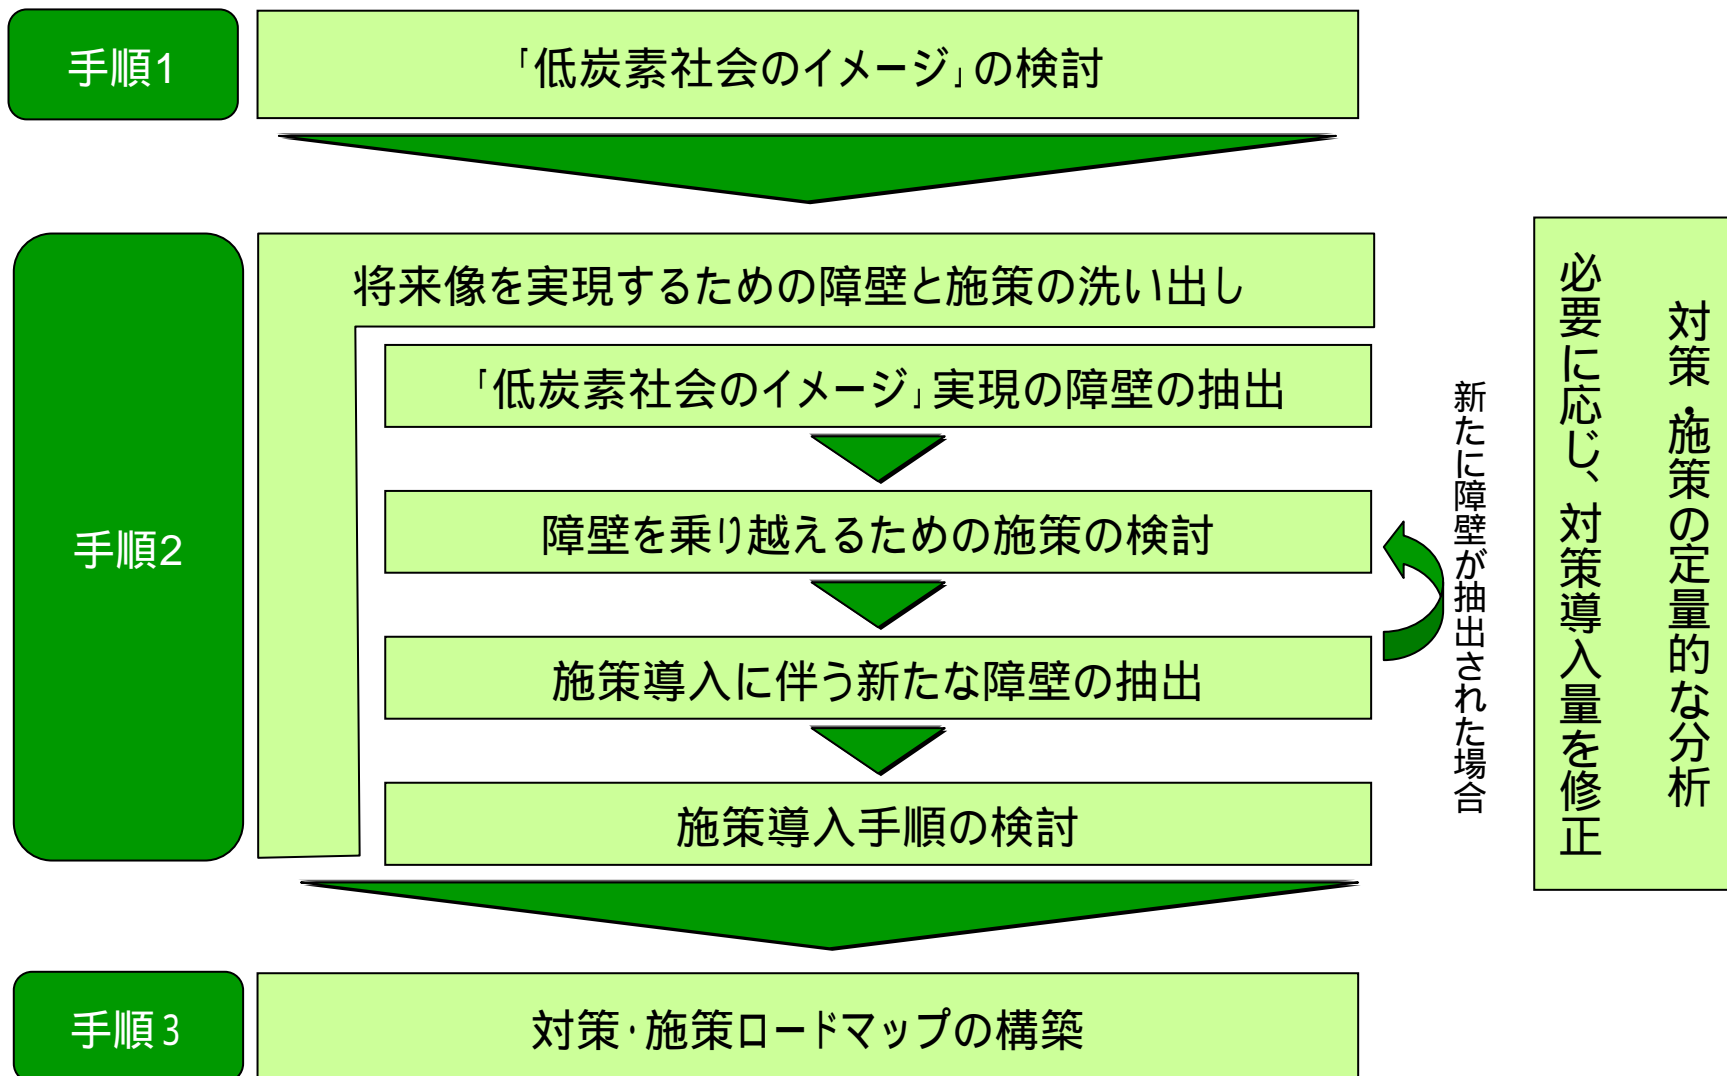 手順1
「低炭素社会のイメージ」の検討
手順2
将来像を実現するための障壁と施策の洗い出し
「低炭素社会のイメージ」実現の障壁の抽出
障壁を乗り越えるための施策の検討
施策導入に伴う新たな障壁の抽出
施策導入手順の検討
新たに障壁が抽出された場合
対策・施策の定量的な分析
必要に応じ、対策導入量を修正
手順3
対策・施策ロードマップの構築